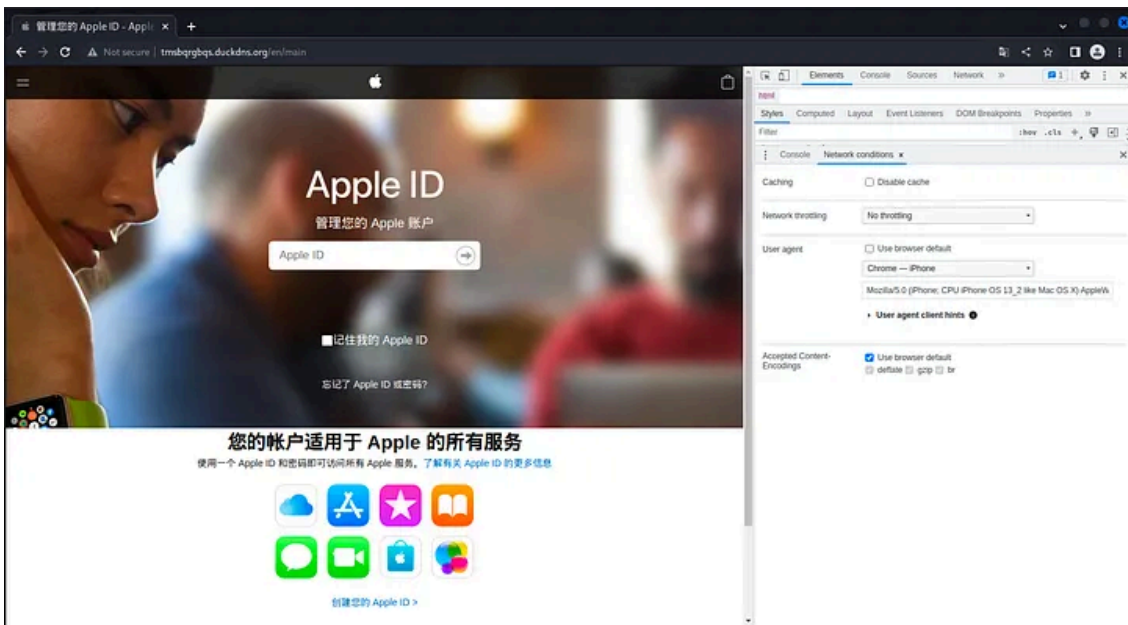 管理您的 Apple ID - Apple
Not secure | tmsbqrgbqs.duckdns.org/en/main
Elements Console Sources Network » 1
html
Styles Computed Layout Event Listeners DOM Breakpoints Properties »
Filter :hov .cls
Console Network conditions
Caching Disable cache
Network throttling No throttling
User agent Use browser default
Chrome — iPhone
Mozilla/5.0 (iPhone; CPU iPhone OS 13_2 like Mac OS X) AppleW
User agent client hints
Accepted Content-Encodings Use browser default
deflate gzip br
Apple ID
管理您的 Apple 账户
Apple ID
记住我的 Apple ID
忘记了 Apple ID 或密码?
您的帐户适用于 Apple 的所有服务
使用一个 Apple ID 和密码即可访问所有 Apple 服务。了解有关 Apple ID 的更多信息
创建您的 Apple ID >